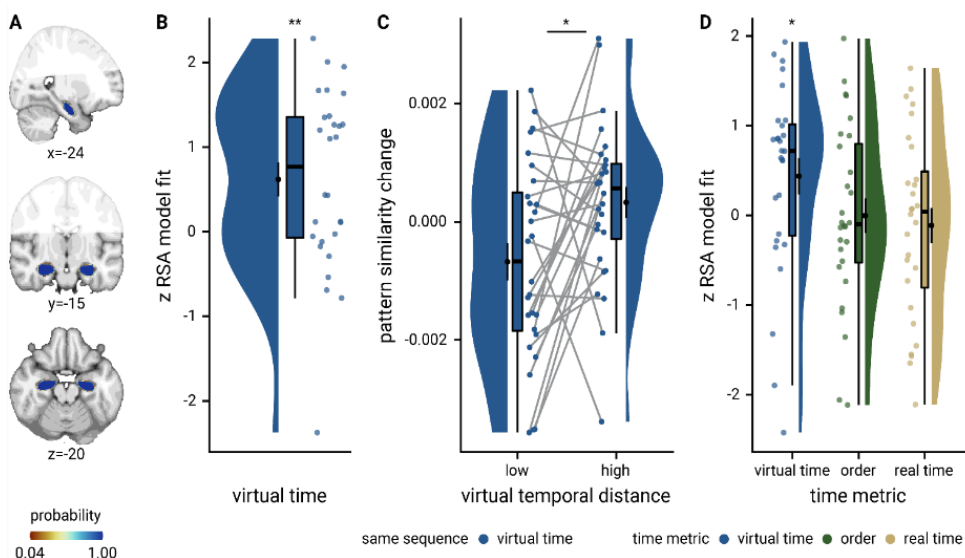 A
x=-24
y=-15
z=-20
probability
0.04 1.00
B
**
z RSA model fit
2
1
0
-1
-2
virtual time
C
*
pattern similarity change
0.002
0.000
-0.002
low high
virtual temporal distance
D
*
z RSA model fit
2
1
0
-1
-2
virtual time order real time
time metric
same sequence virtual time time metric virtual time order real time